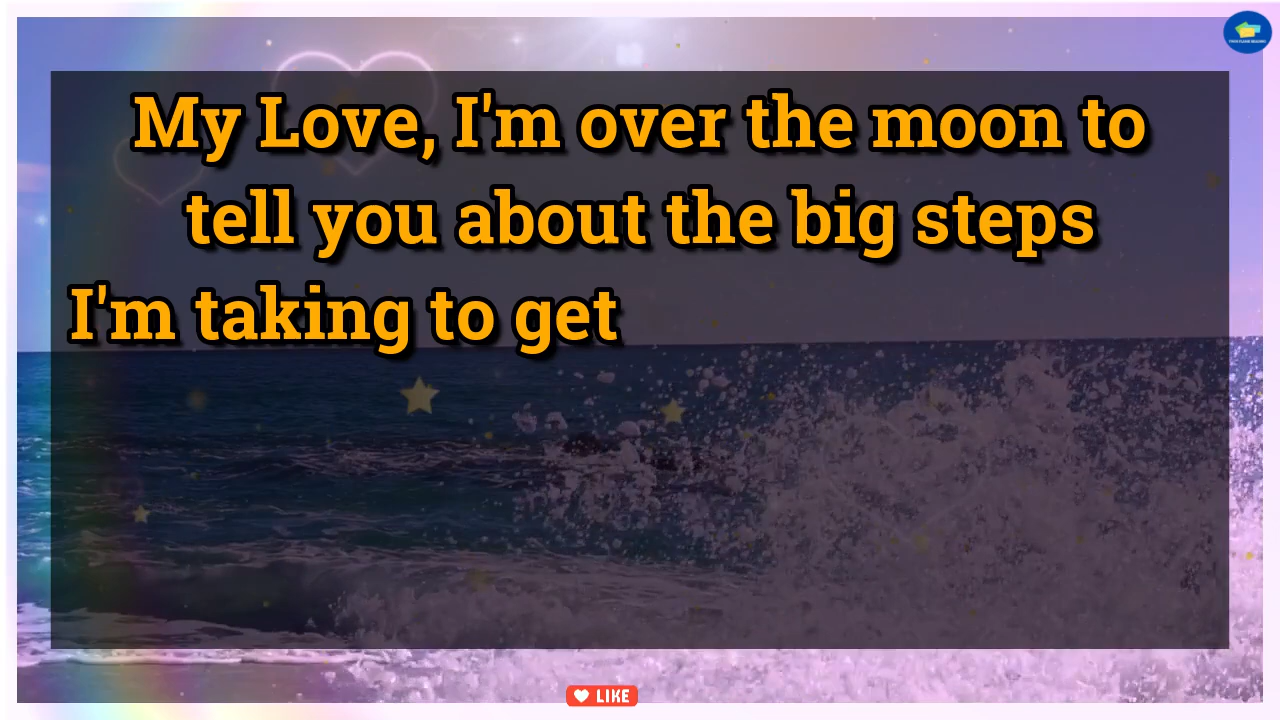 My Love, I'm over the moon to
tell you about the big steps
I'm taking to get
LIKE